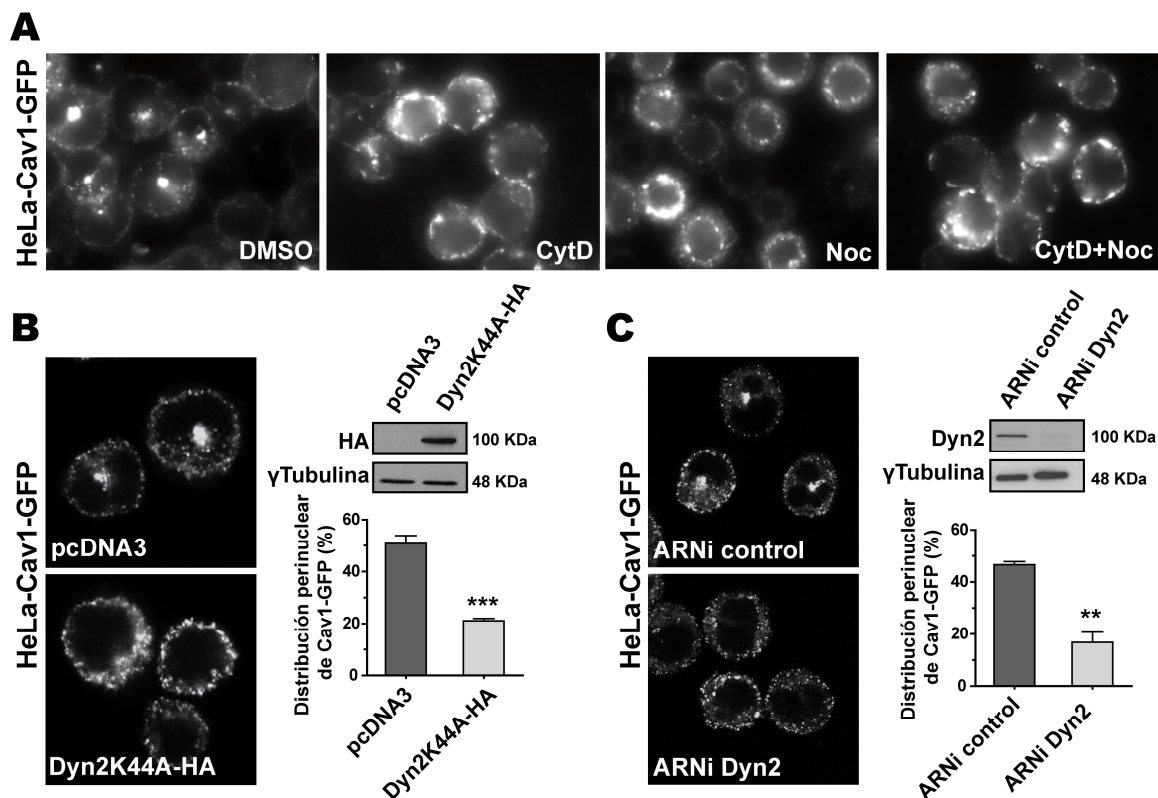 A
HeLa-Cav1-GFP
DMSO
CytD
Noc
CytD+Noc
B
HeLa-Cav1-GFP
pcDNA3
Dyn2K44A-HA
pcDNA3
Dyn2K44A-HA
HA
100 KDa
γTubulina
48 KDa
Distribución perinuclear
de Cav1-GFP (%)
60
40
20
0
***
pcDNA3
Dyn2K44A-HA
C
HeLa-Cav1-GFP
ARNi control
ARNi Dyn2
ARNi control
ARNi Dyn2
Dyn2
100 KDa
γTubulina
48 KDa
Distribución perinuclear
de Cav1-GFP (%)
60
40
20
0
**
ARNi control
ARNi Dyn2